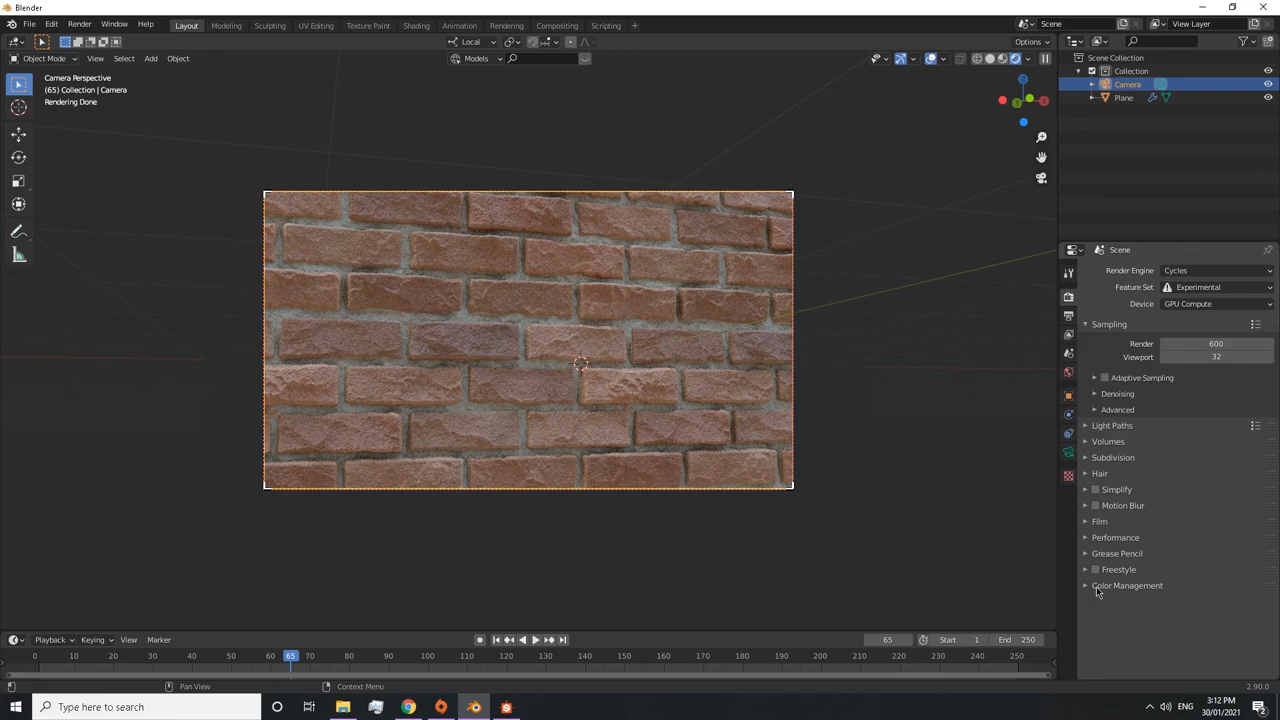 Blender
File Edit Render Window Help Layout Modeling Sculpting UV Editing Texture Paint Shading Animation Rendering Compositing Scripting + Scene View Layer
Local Options
Object Mode View Select Add Object Models
Camera Perspective
(65) Collection | Camera
Rendering Done
Z
Scene Collection
Collection
Camera
Plane
Scene
Render Engine Cycles
Feature Set Experimental
Device GPU Compute
Sampling
Render 600
Viewport 32
Adaptive Sampling
Denoising
Advanced
Light Paths
Volumes
Subdivision
Hair
Simplify
Motion Blur
Film
Performance
Grease Pencil
Freestyle
Color Management
Playback Keying View Marker 65 Start 1 End 250
0 10 20 30 40 50 60 65 70 80 90 100 110 120 130 140 150 160 170 180 190 200 210 220 230 240 250
Pan View Context Menu 2.90.0
Type here to search ENG 3:12 PM
30/01/2021 2